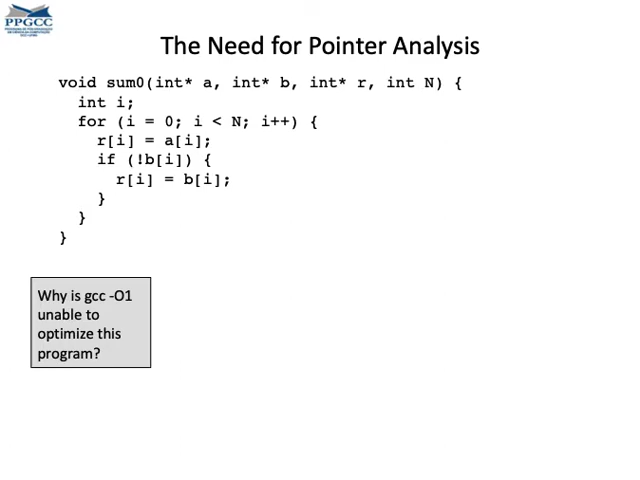 PPGCC
The Need for Pointer Analysis
void sum0(int* a, int* b, int* r, int N) {
int i;
for (i = 0; i < N; i++) {
r[i] = a[i];
if (!b[i]) {
r[i] = b[i];
}
}
}
Why is gcc -O1
unable to
optimize this
program?